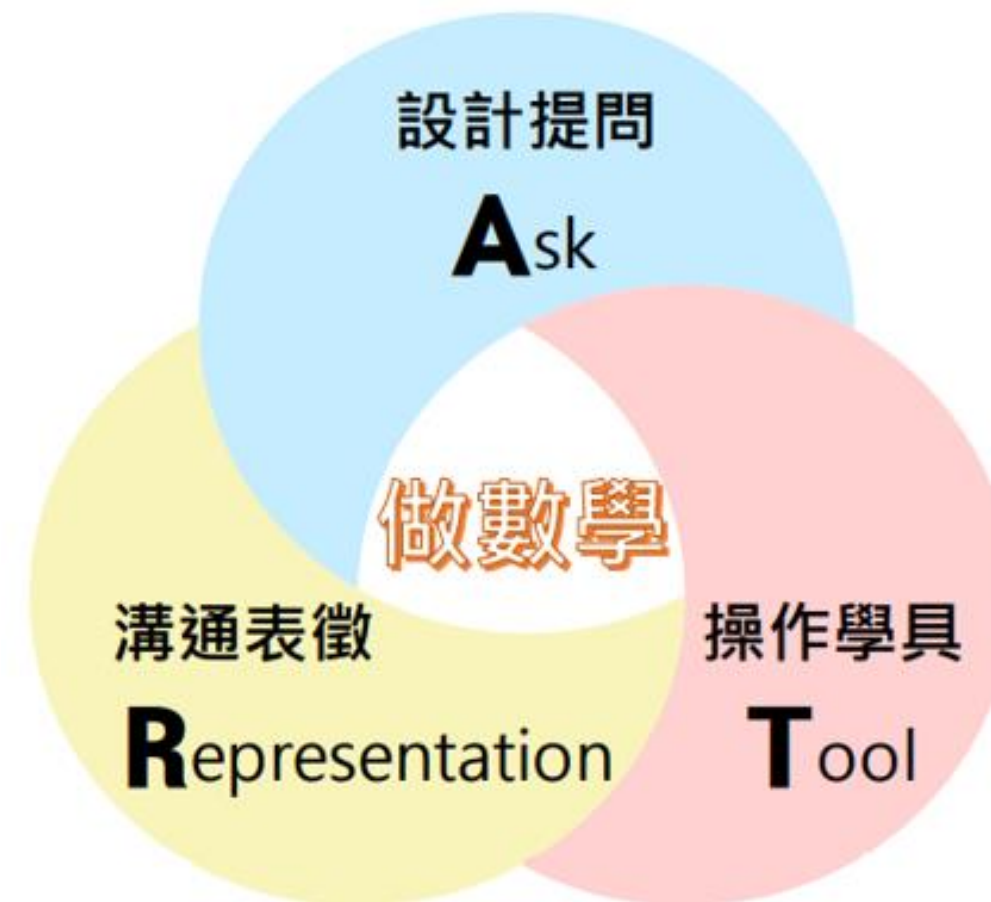 設計提問
Ask
做數學
溝通表徵
Representation
操作學具
Tool